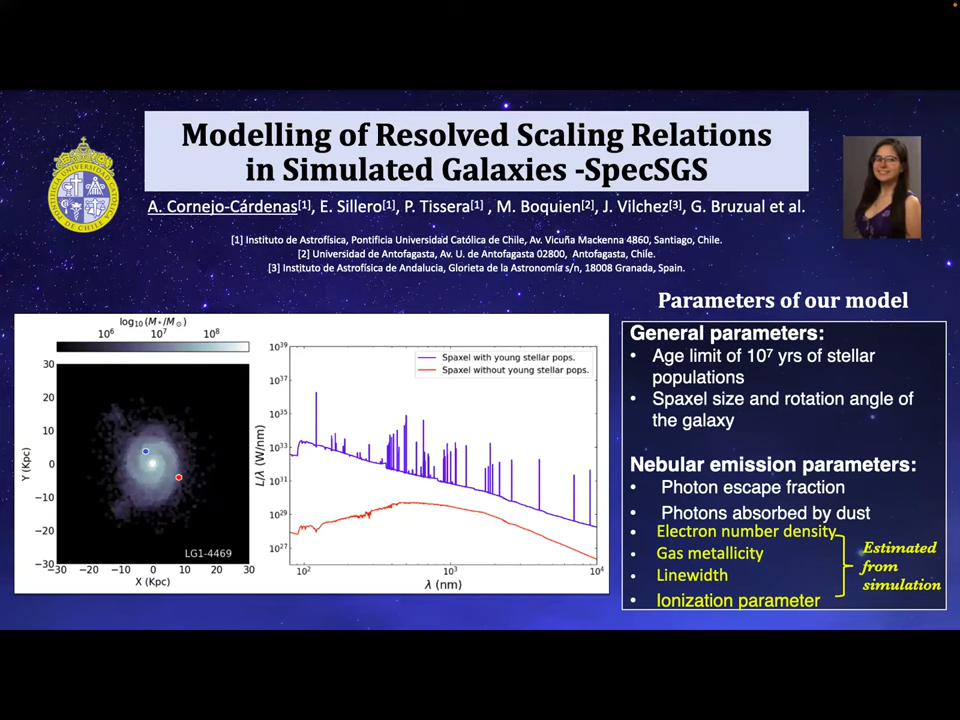 Modelling of Resolved Scaling Relations
in Simulated Galaxies -SpecSGS
A. Cornejo-Cárdenas[1], E. Sillero[1], P. Tissera[1] , M. Boquien[2], J. Vilchez[3], G. Bruzual et al.
[1] Instituto de Astrofísica, Pontificia Universidad Católica de Chile, Av. Vicuña Mackenna 4860, Santiago, Chile.
[2] Universidad de Antofagasta, Av. U. de Antofagasta 02800, Antofagasta, Chile.
[3] Instituto de Astrofísica de Andalucia, Glorieta de la Astronomía s/n, 18008 Granada, Spain.
PONTIFICIA UNIVERSIDAD CATOLICA DE CHILE
log₁₀(M⋆/M⊙)
10⁶ 10⁷ 10⁸
30
20
10
0
−10
−20
−30
−30 −20 −10 0 10 20 30
Y (Kpc)
X (Kpc)
LG1-4469
10³⁹
10³⁷
10³⁵
10³³
10³¹
10²⁹
10²⁷
L/λ (W/nm)
Spaxel with young stellar pops.
Spaxel without young stellar pops.
10² 10³ 10⁴
λ (nm)
Parameters of our model
General parameters:
• Age limit of 10⁷ yrs of stellar
populations
• Spaxel size and rotation angle of
the galaxy
Nebular emission parameters:
• Photon escape fraction
• Photons absorbed by dust
• Electron number density
• Gas metallicity
• Linewidth
• Ionization parameter
Estimated
from
simulation